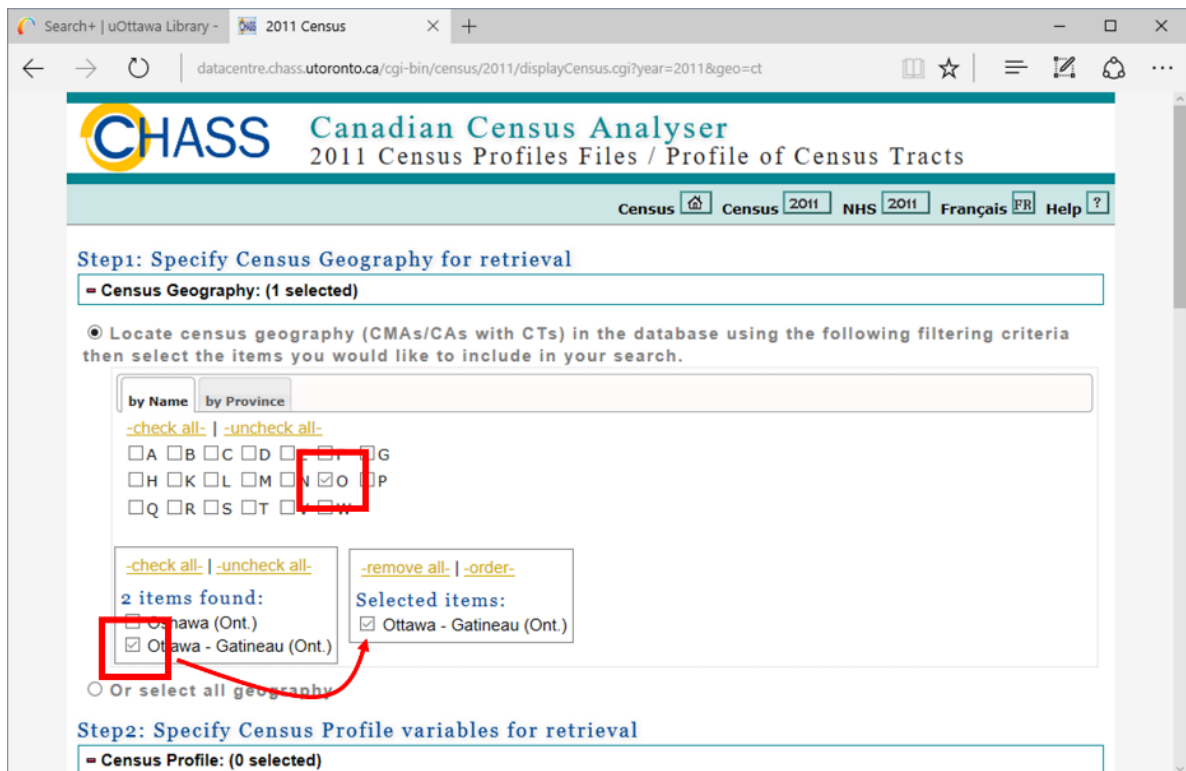 Search+ | uOttawa Library -
CHASS 2011 Census
datacentre.chass.utoronto.ca/cgi-bin/census/2011/displayCensus.cgi?year=2011&geo=ct
CHASS
Canadian Census Analyser
2011 Census Profiles Files / Profile of Census Tracts
Census Census 2011 NHS 2011 Français FR Help ?
Step1: Specify Census Geography for retrieval
Census Geography: (1 selected)
Locate census geography (CMAs/CAs with CTs) in the database using the following filtering criteria
then select the items you would like to include in your search.
by Name by Province
-check all- | -uncheck all-
A B C D E F G
H K L M N O P
Q R S T V W
-check all- | -uncheck all-
2 items found:
Oshawa (Ont.)
Ottawa - Gatineau (Ont.)
-remove all- | -order-
Selected items:
Ottawa - Gatineau (Ont.)
Or select all geography
Step2: Specify Census Profile variables for retrieval
Census Profile: (0 selected)